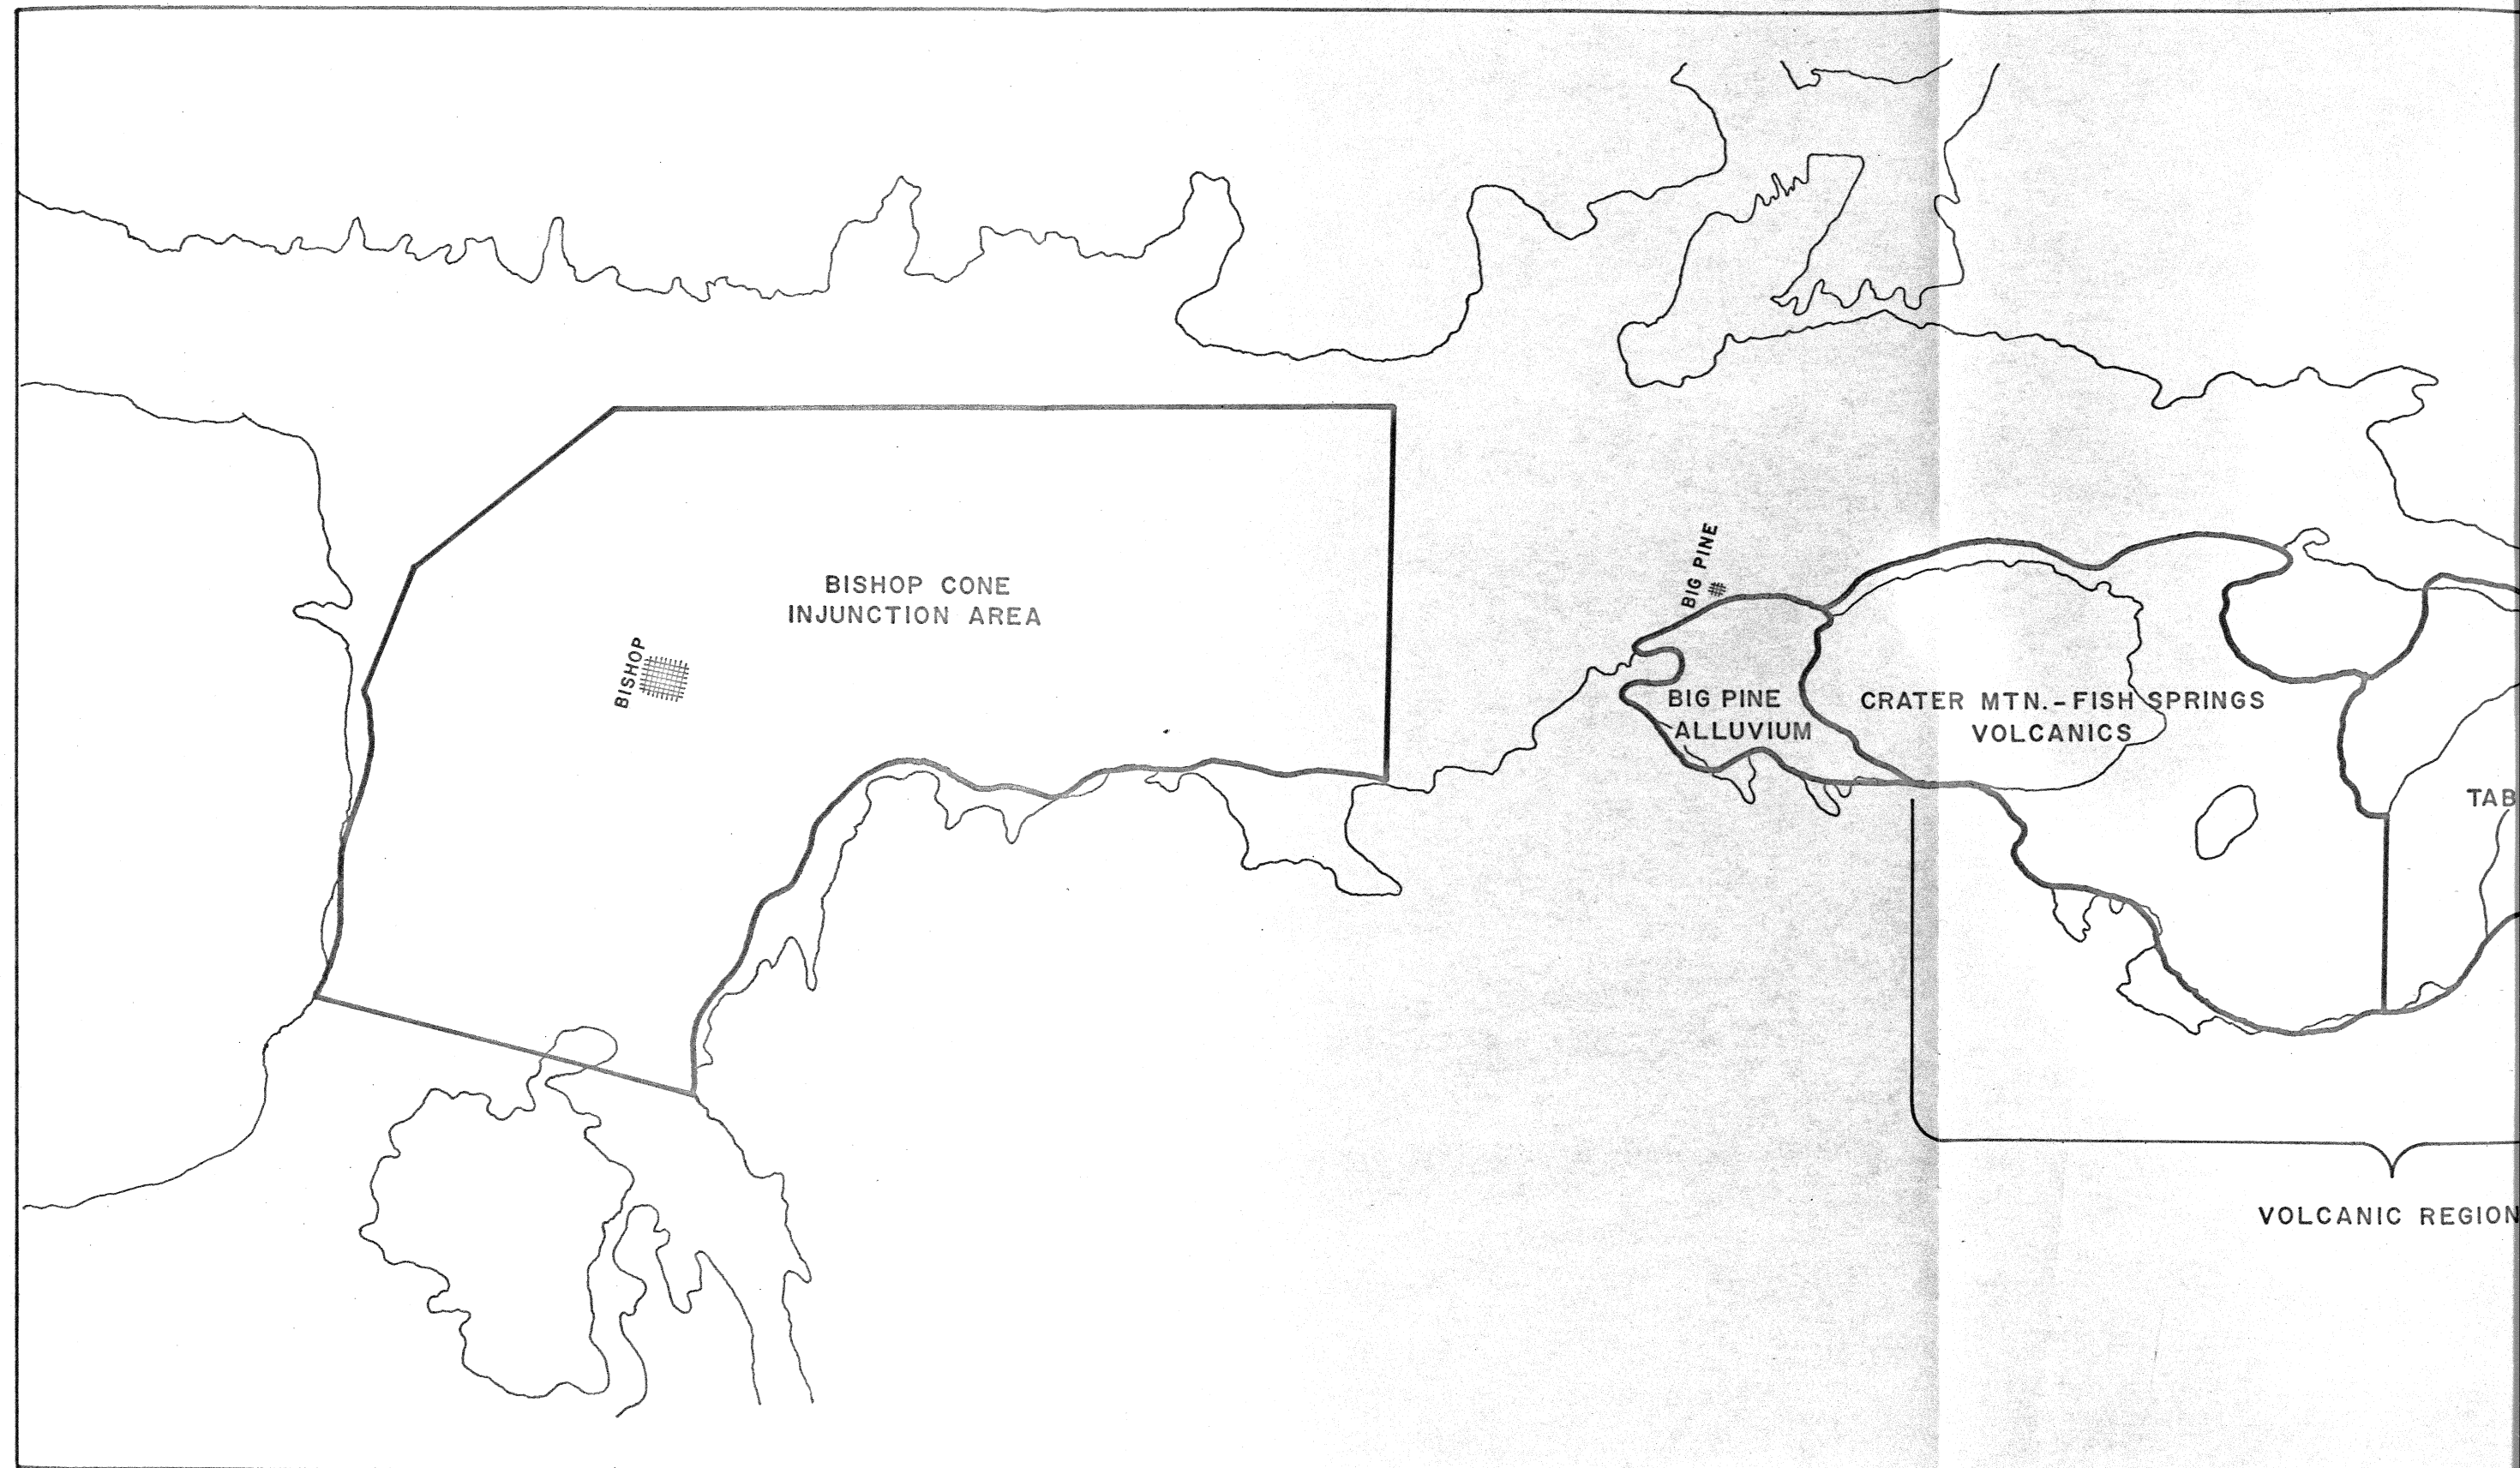 BISHOP CONE
INJUNCTION AREA
BISHOP
BIG PINE
BIG PINE
ALLUVIUM
CRATER MTN.-FISH SPRINGS
VOLCANICS
TAB
VOLCANIC REGION